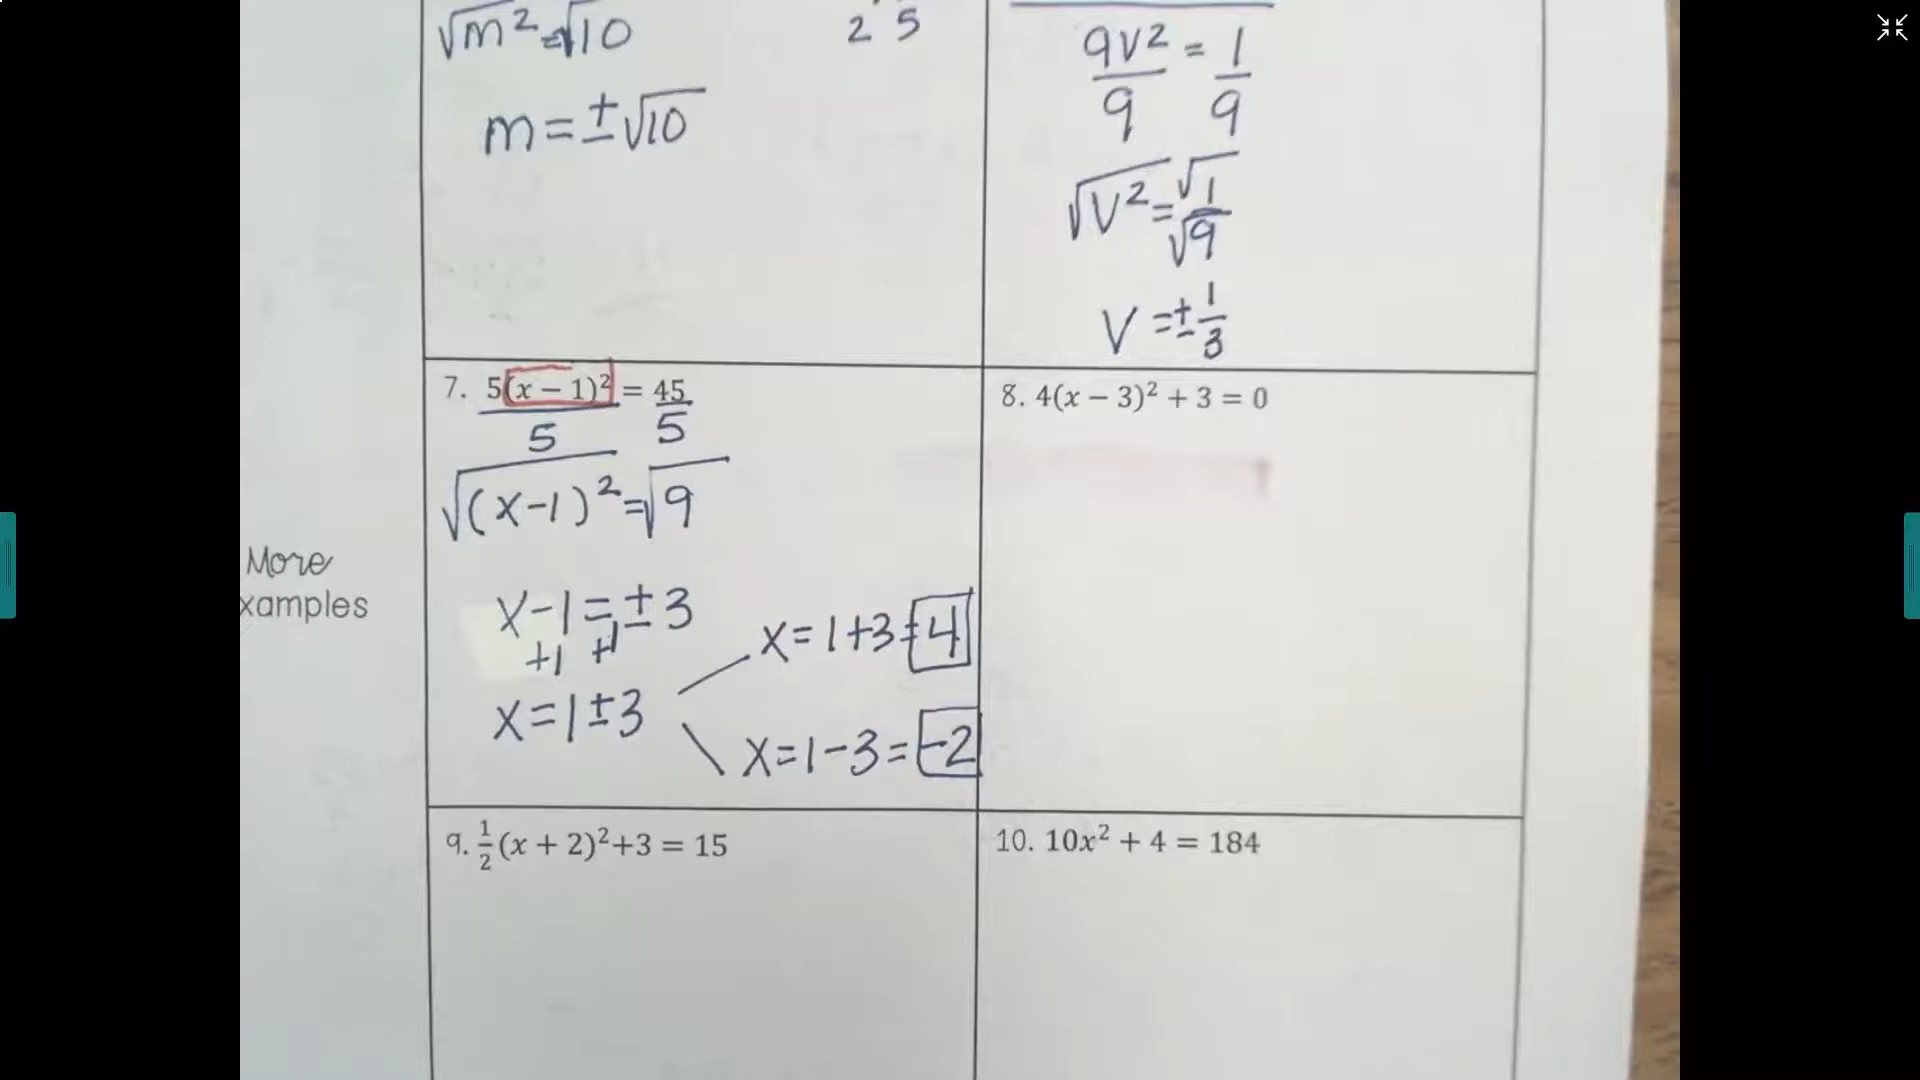 √m² = √10
2 5
m = ±√10
9v² = 1
9 9
√v² = √1/√9
v = ± 1/3
7. 5(x − 1)² = 45
5 5
√(x-1)² = √9
x-1 = ±3
+1 +1
x = 1 ± 3
x = 1+3 = 4
x = 1-3 = -2
8. 4(x − 3)² + 3 = 0
More
xamples
9. ½(x + 2)²+3 = 15
10. 10x² + 4 = 184